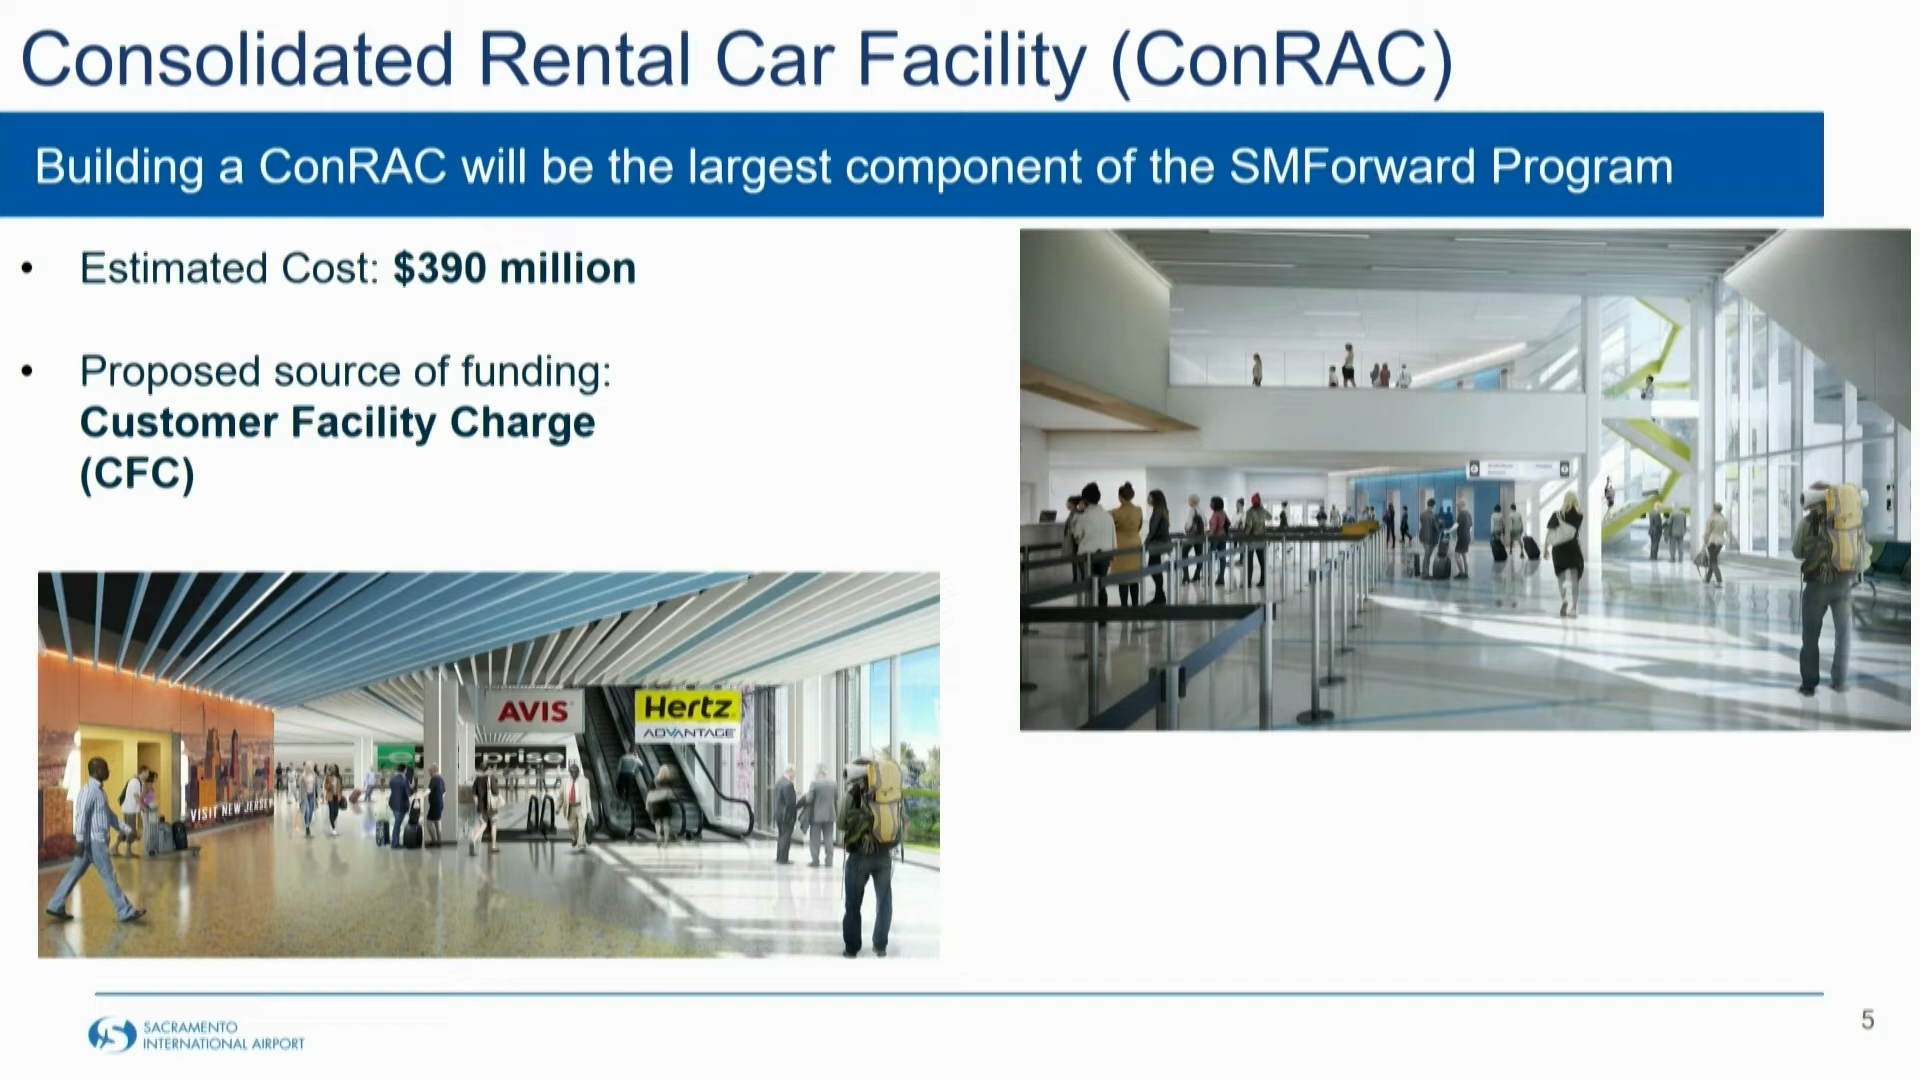 Consolidated Rental Car Facility (ConRAC)
Building a ConRAC will be the largest component of the SMForward Program
• Estimated Cost: $390 million
• Proposed source of funding:
Customer Facility Charge
(CFC)
AVIS
Hertz
ADVANTAGE
prise
VISIT NEW JERSEY
SACRAMENTO
INTERNATIONAL AIRPORT
5